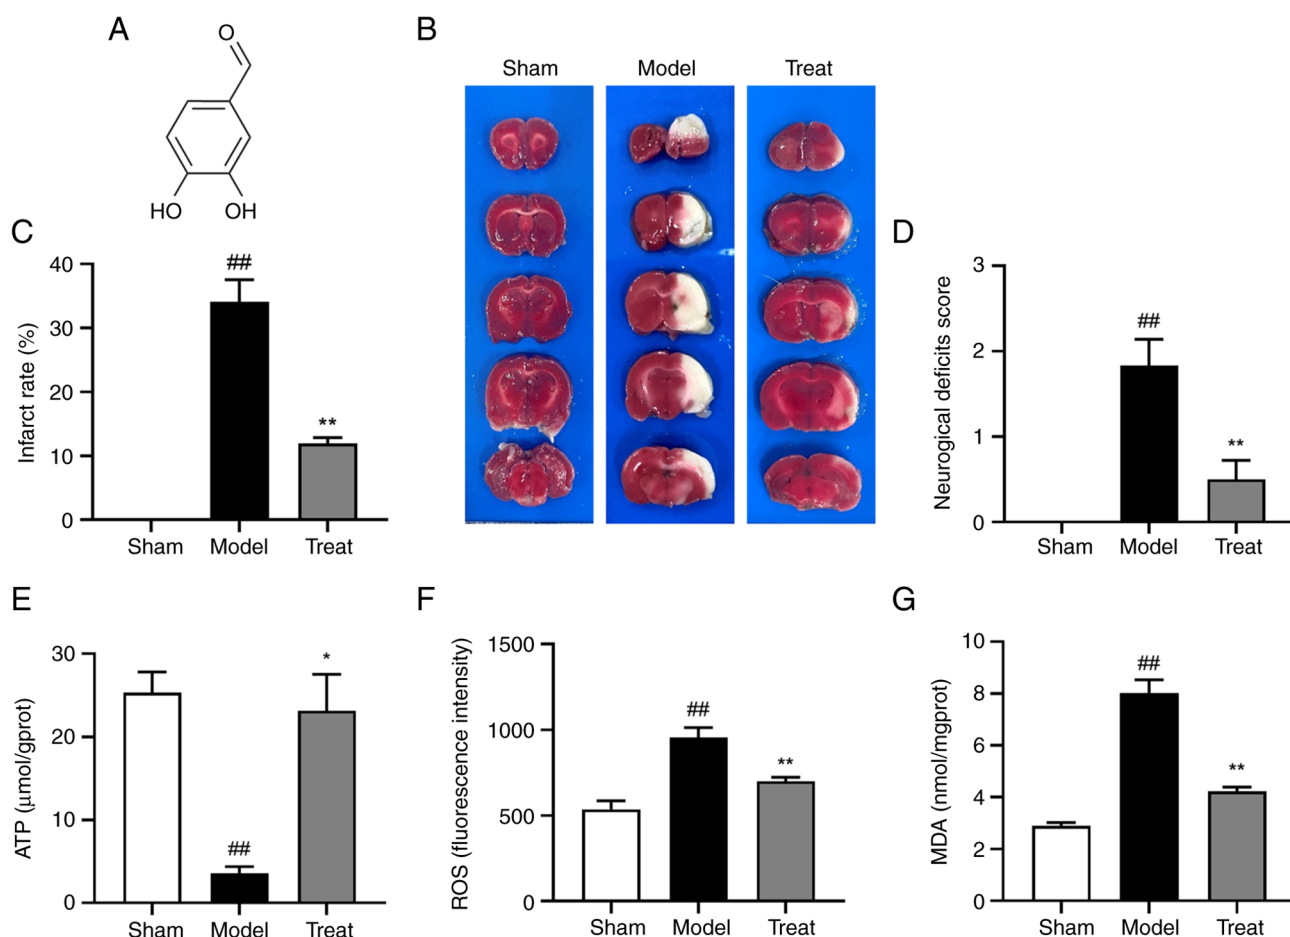 A
O
HO OH
B
Sham Model Treat
C
Infarct rate (%)
40
30
20
10
0
##
**
Sham Model Treat
D
Neurogical deficits score
3
2
1
0
##
**
Sham Model Treat
E
ATP (μmol/gprot)
30
20
10
0
##
*
Sham Model Treat
F
ROS (fluorescence intensity)
1500
1000
500
0
##
**
Sham Model Treat
G
MDA (nmol/mgprot)
10
8
6
4
2
0
##
**
Sham Model Treat